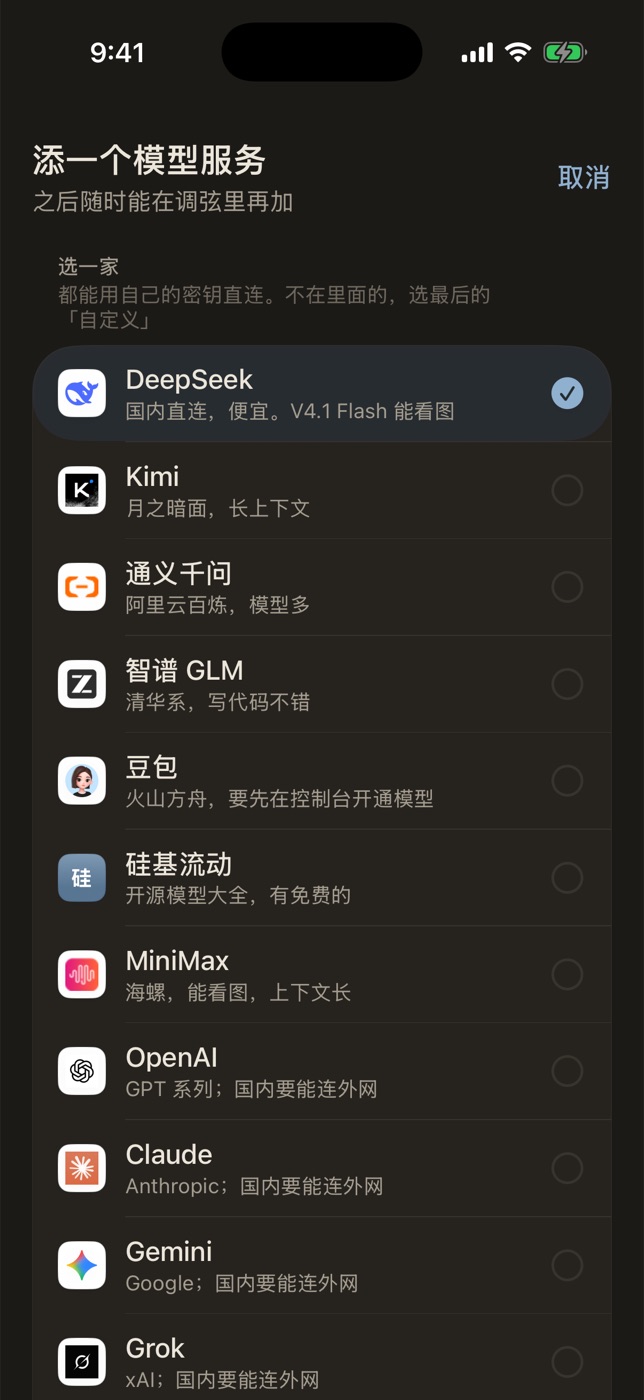 9:41
添一个模型服务
取消
之后随时能在调弦里再加
选一家
都能用自己的密钥直连。不在里面的，选最后的
「自定义」
DeepSeek
国内直连，便宜。V4.1 Flash 能看图
K
Kimi
月之暗面，长上下文
通义千问
阿里云百炼，模型多
智谱 GLM
清华系，写代码不错
豆包
火山方舟，要先在控制台开通模型
硅
硅基流动
开源模型大全，有免费的
MiniMax
海螺，能看图，上下文长
OpenAI
GPT 系列；国内要能连外网
Claude
Anthropic；国内要能连外网
Gemini
Google；国内要能连外网
Grok
xAI；国内要能连外网